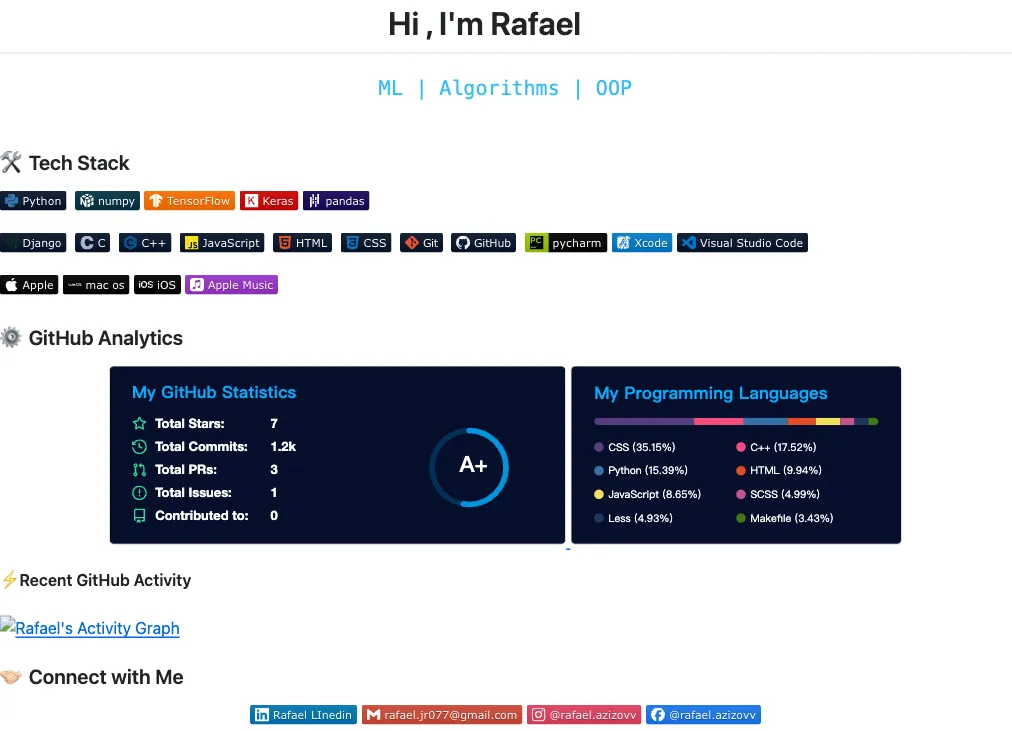 Hi , I'm Rafael
ML | Algorithms | OOP
Tech Stack
Python numpy TensorFlow Keras pandas
Django C C++ JavaScript HTML CSS Git GitHub PC pycharm Xcode Visual Studio Code
Apple mac os iOS iOS Apple Music
GitHub Analytics
My GitHub Statistics
Total Stars: 7
Total Commits: 1.2k
Total PRs: 3
Total Issues: 1
Contributed to: 0
A+
My Programming Languages
CSS (35.15%) C++ (17.52%)
Python (15.39%) HTML (9.94%)
JavaScript (8.65%) SCSS (4.99%)
Less (4.93%) Makefile (3.43%)
Recent GitHub Activity
Rafael's Activity Graph
Connect with Me
Rafael LInedin rafael.jr077@gmail.com @rafael.azizovv @rafael.azizovv